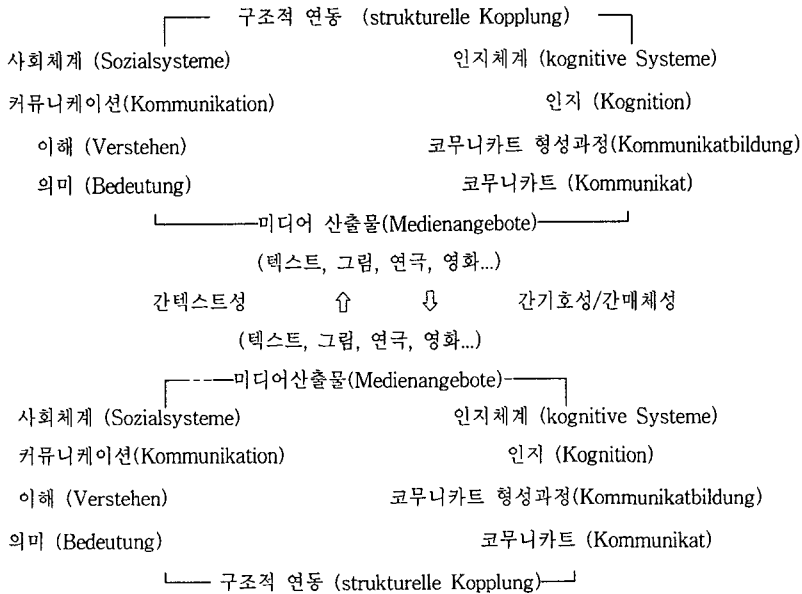 구조적 연동 (strukturelle Kopplung)
사회체계 (Sozialsysteme) 인지체계 (kognitive Systeme)
커뮤니케이션(Kommunikation) 인지 (Kognition)
이해 (Verstehen) 코무니카트 형성과정(Kommunikatbildung)
의미 (Bedeutung) 코무니카트 (Kommunikat)
미디어 산출물(Medienangebote)
(텍스트, 그림, 연극, 영화...)
간텍스트성 ⇧ ⇩ 간기호성/간매체성
(텍스트, 그림, 연극, 영화...)
미디어산출물(Medienangebote)
사회체계 (Sozialsysteme) 인지체계 (kognitive Systeme)
커뮤니케이션(Kommunikation) 인지 (Kognition)
이해 (Verstehen) 코무니카트 형성과정(Kommunikatbildung)
의미 (Bedeutung) 코무니카트 (Kommunikat)
구조적 연동 (strukturelle Kopplung)